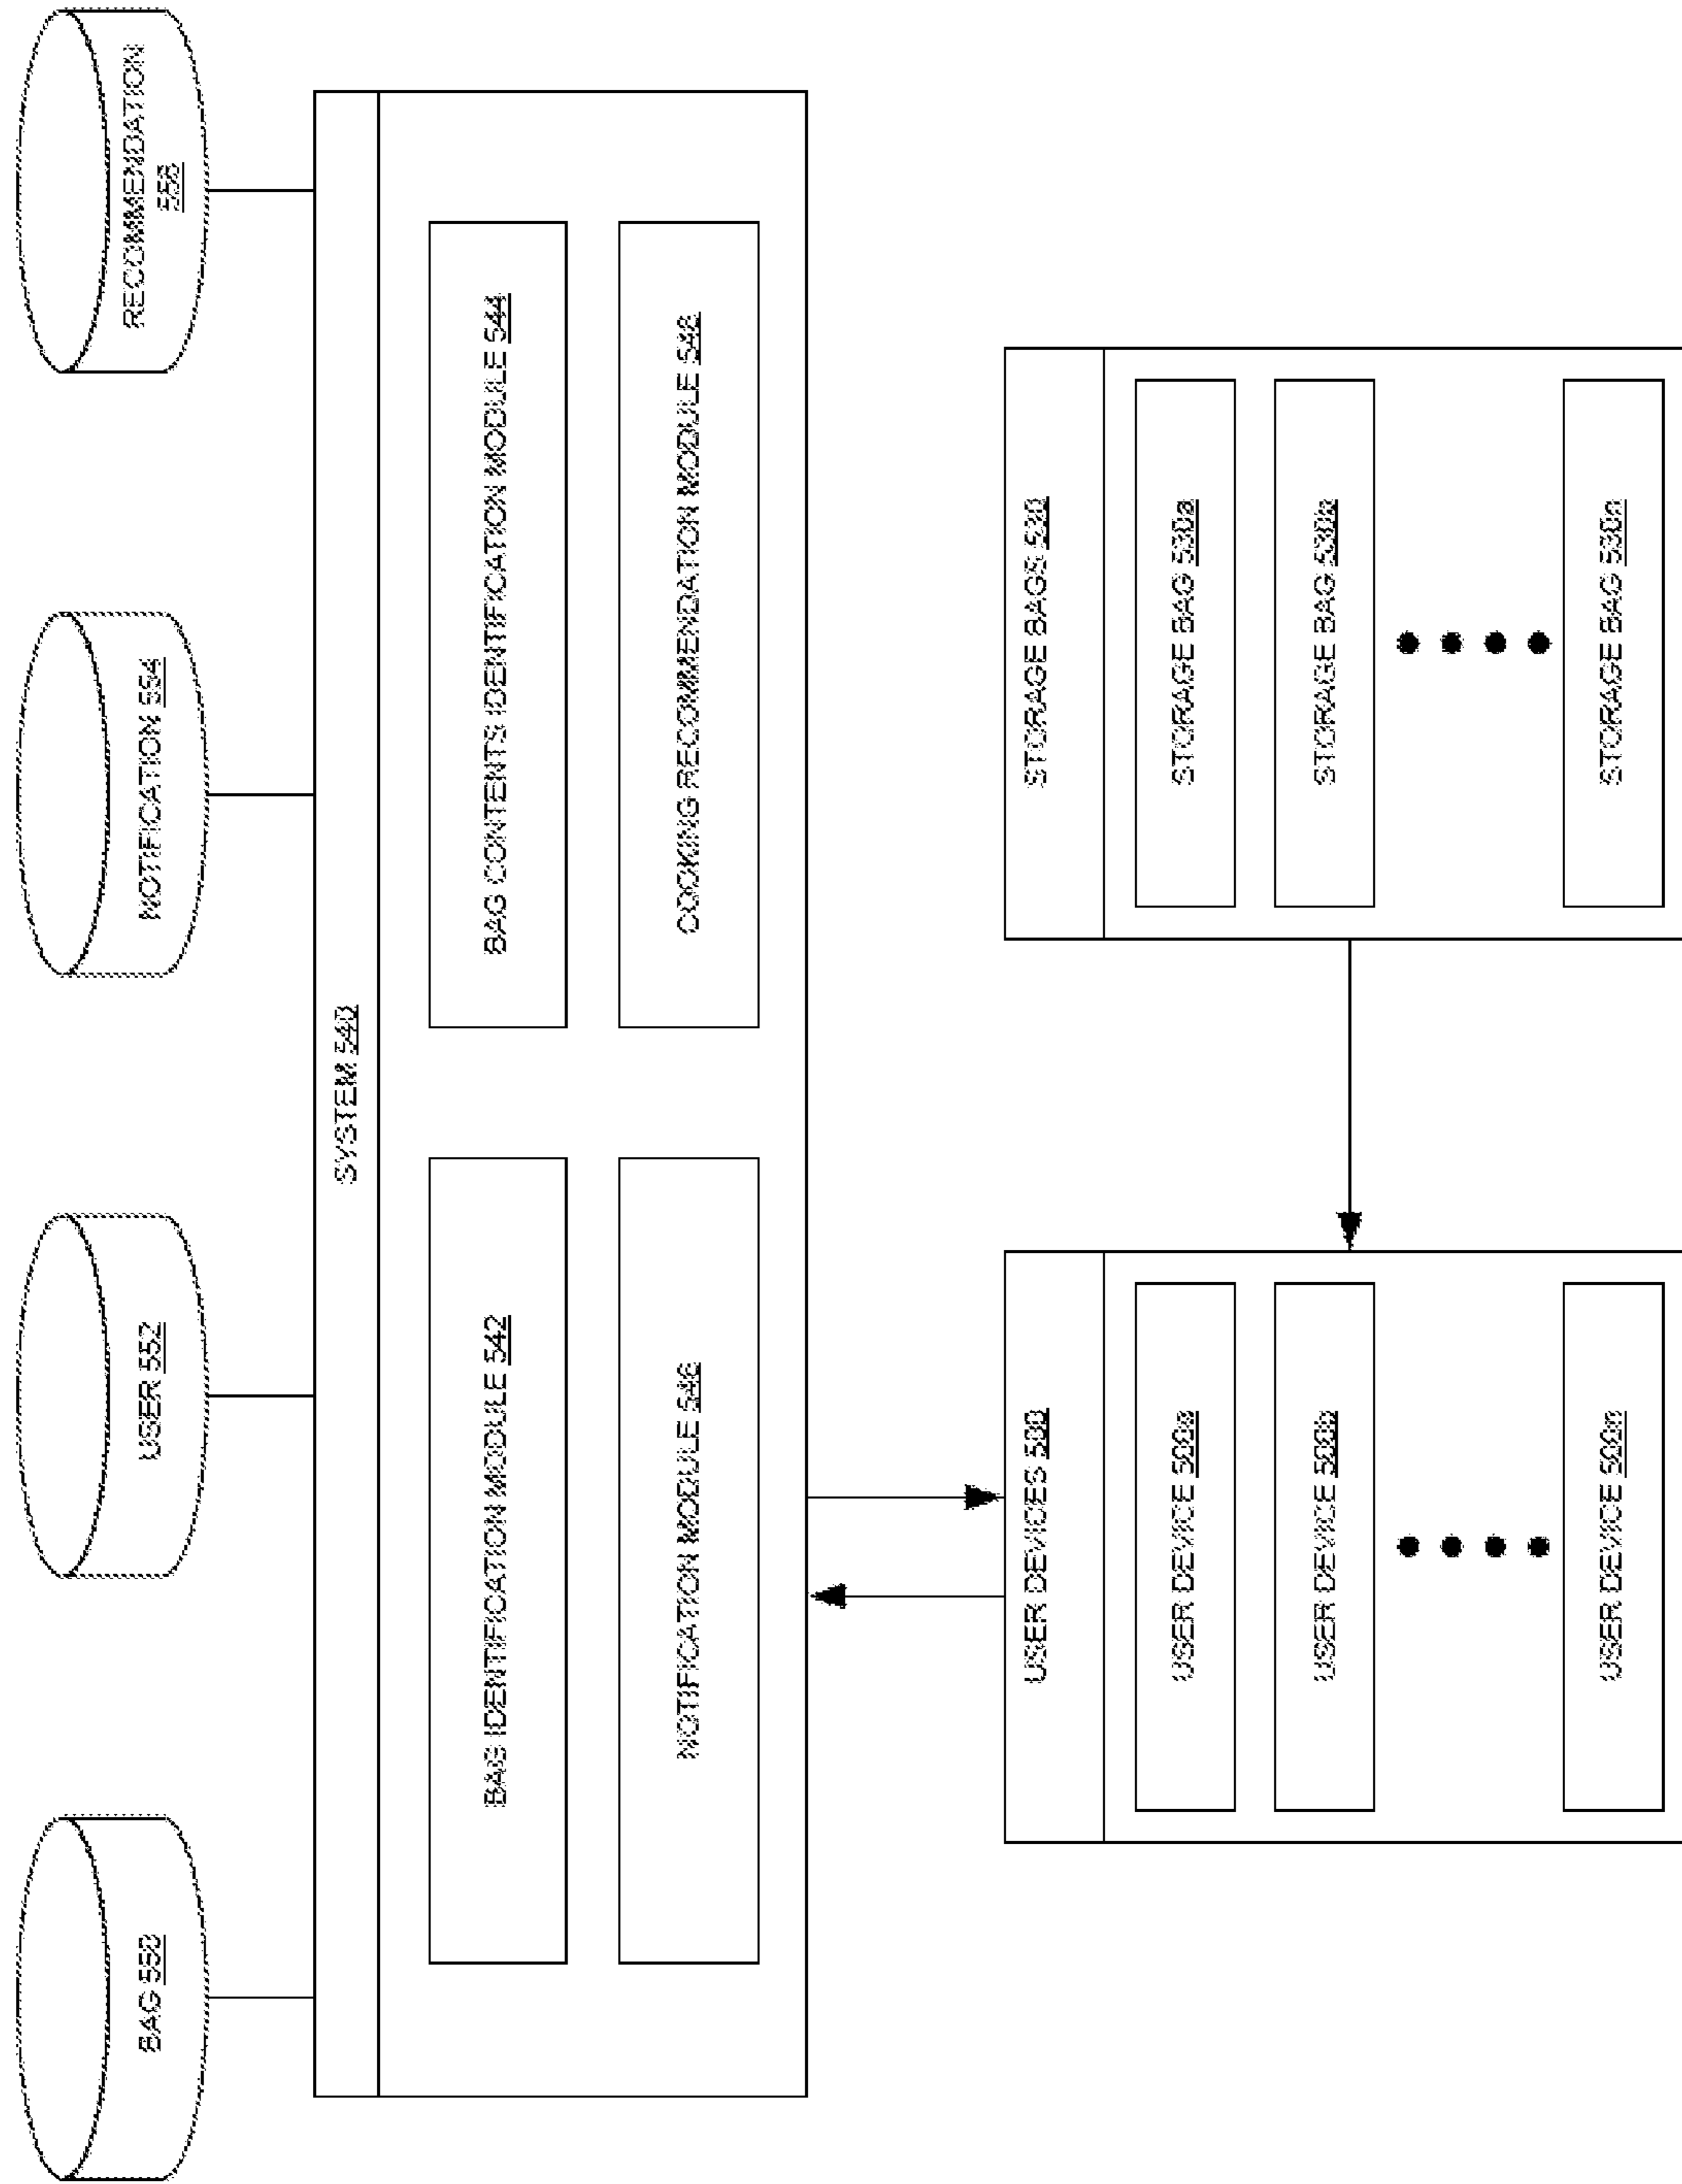 BAG 550
USER 552
NOTIFICATION 554
RECOMMENDATION
556
SYSTEM 540
BAG IDENTIFICATION MODULE 542
BAG CONTENTS IDENTIFICATION MODULE 544
NOTIFICATION MODULE 546
COOKING RECOMMENDATION MODULE 548
USER DEVICES 500
USER DEVICE 500a
USER DEVICE 500b
USER DEVICE 500n
STORAGE BAGS 530
STORAGE BAG 530a
STORAGE BAG 530b
STORAGE BAG 530n